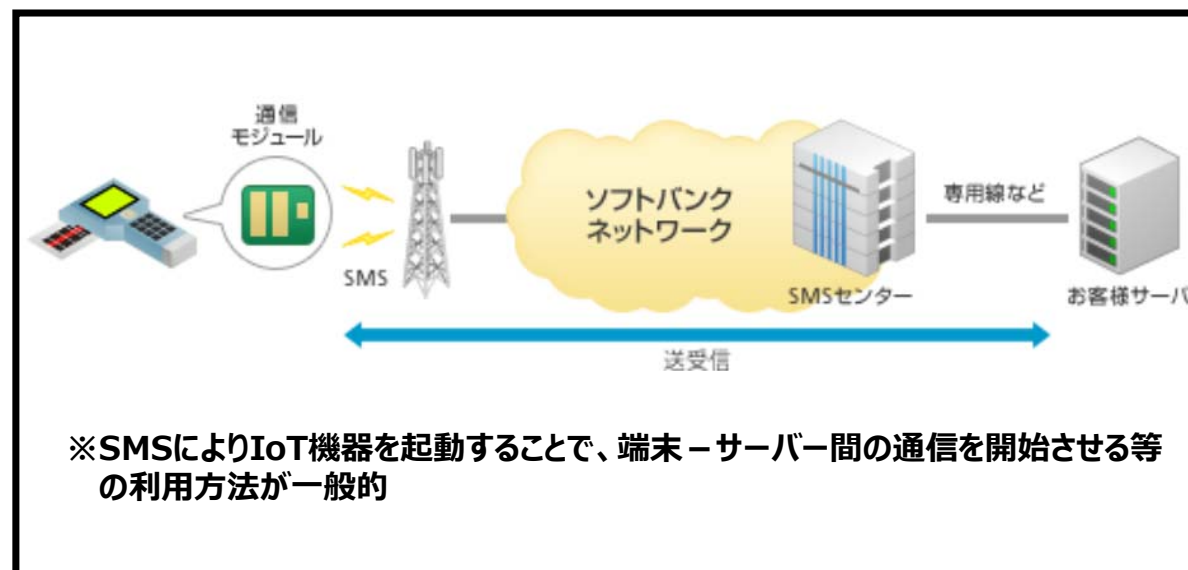 通信
モジュール
SMS
ソフトバンク
ネットワーク
SMSセンター
専用線など
お客様サーバ
送受信
※SMSによりIoT機器を起動することで、端末－サーバー間の通信を開始させる等
の利用方法が一般的